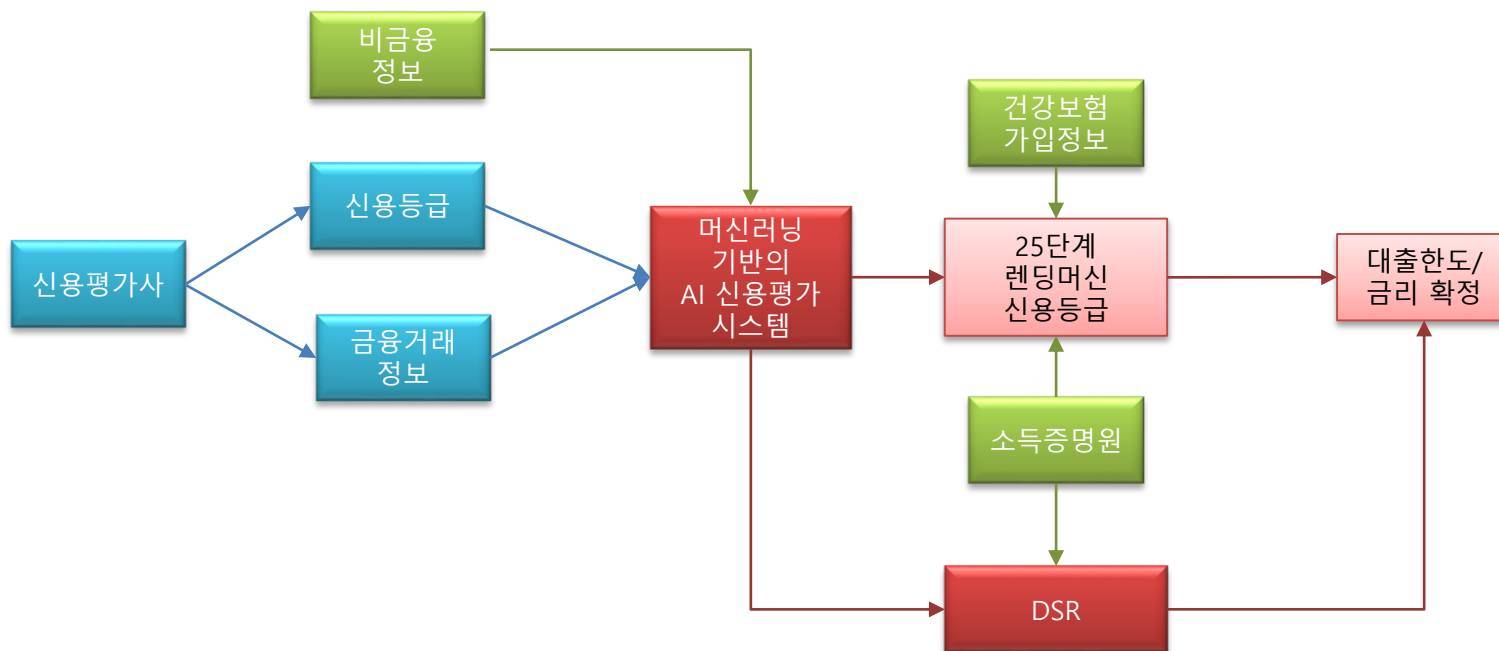 비금융
정보
건강보험
가입정보
신용등급
신용평가사
금융거래
정보
머신러닝
기반의
AI 신용평가
시스템
25단계
렌딩머신
신용등급
대출한도/
금리 확정
소득증명원
DSR